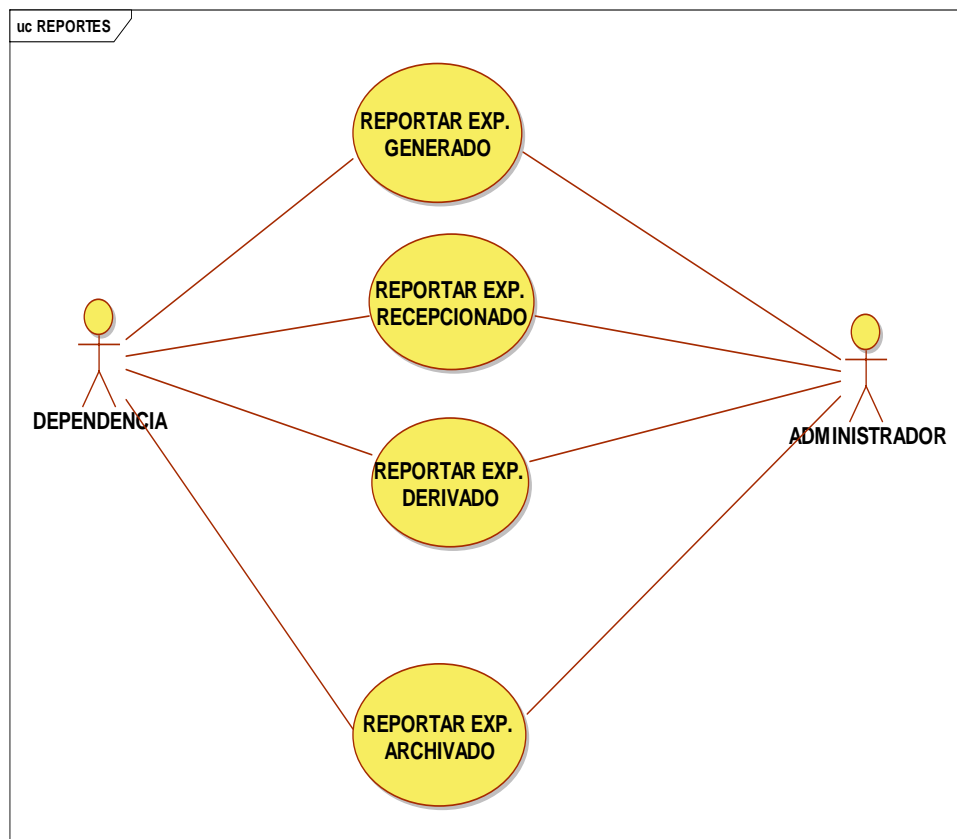 uc REPORTES
REPORTAR EXP.
GENERADO
REPORTAR EXP.
RECEPCIONADO
DEPENDENCIA
ADMINISTRADOR
REPORTAR EXP.
DERIVADO
REPORTAR EXP.
ARCHIVADO